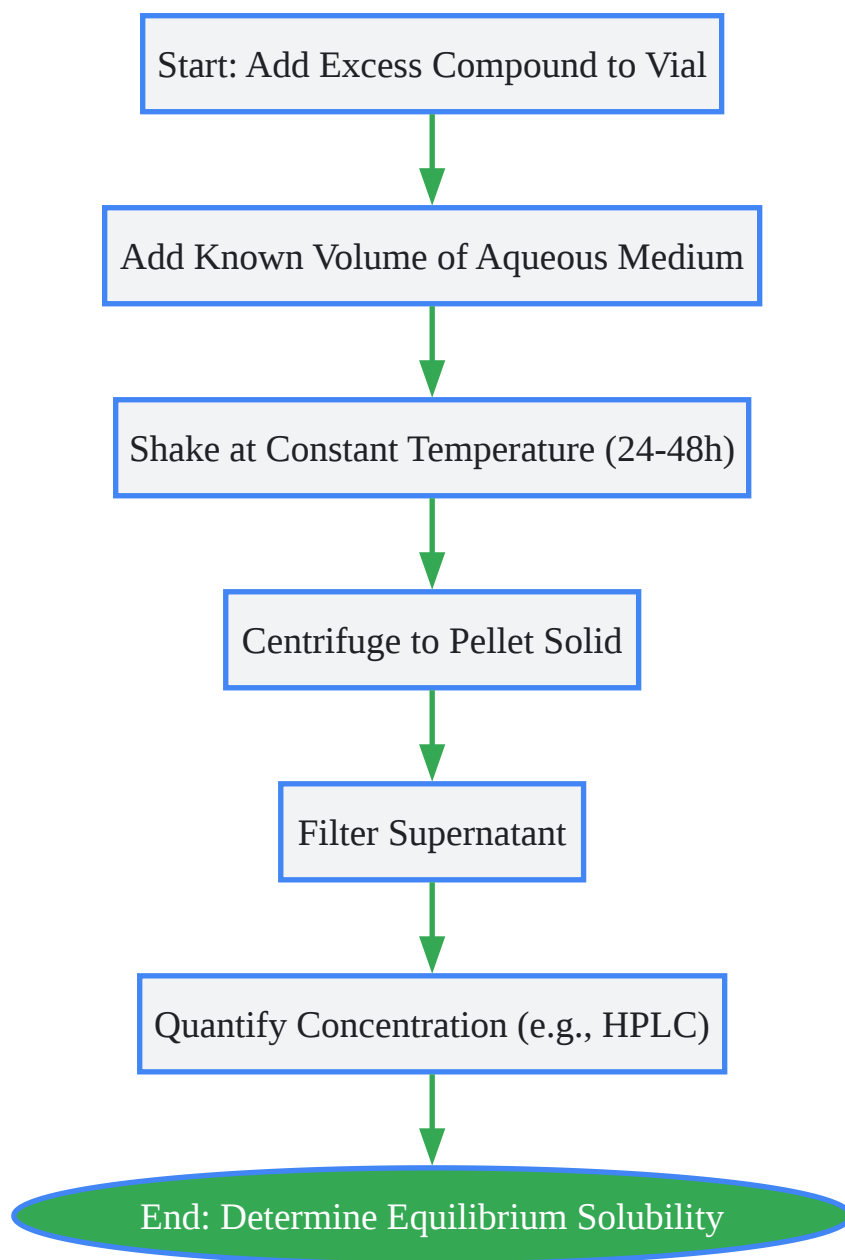 Start: Add Excess Compound to Vial
Add Known Volume of Aqueous Medium
Shake at Constant Temperature (24-48h)
Centrifuge to Pellet Solid
Filter Supernatant
Quantify Concentration (e.g., HPLC)
End: Determine Equilibrium Solubility